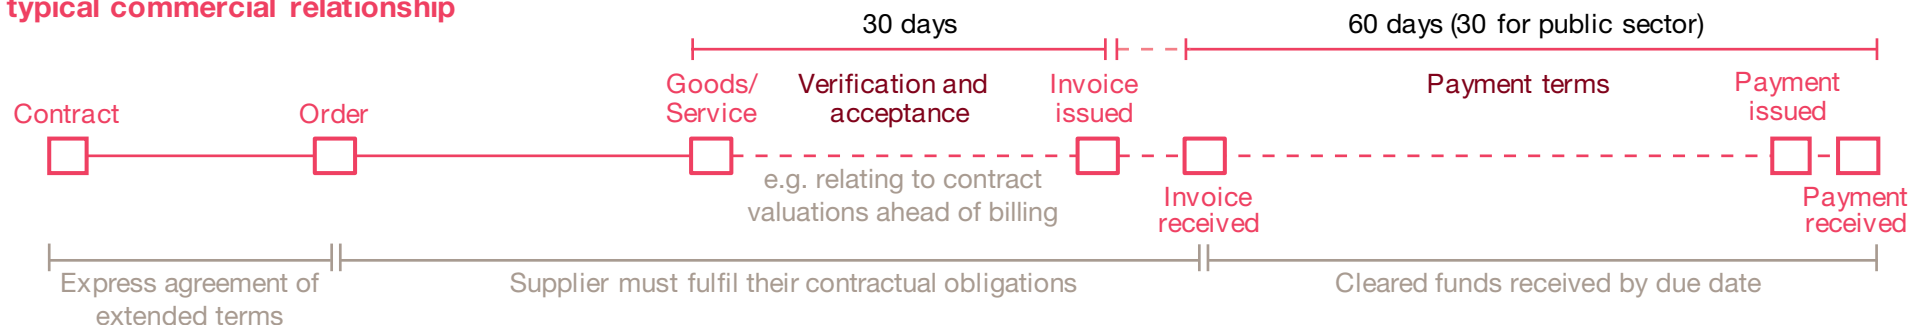 typical commercial relationship
30 days
60 days (30 for public sector)
Contract
Order
Goods/
Service
Verification and
acceptance
Invoice
issued
Payment terms
Payment
issued
e.g. relating to contract
valuations ahead of billing
Invoice
received
Payment
received
Express agreement of
extended terms
Supplier must fulfil their contractual obligations
Cleared funds received by due date